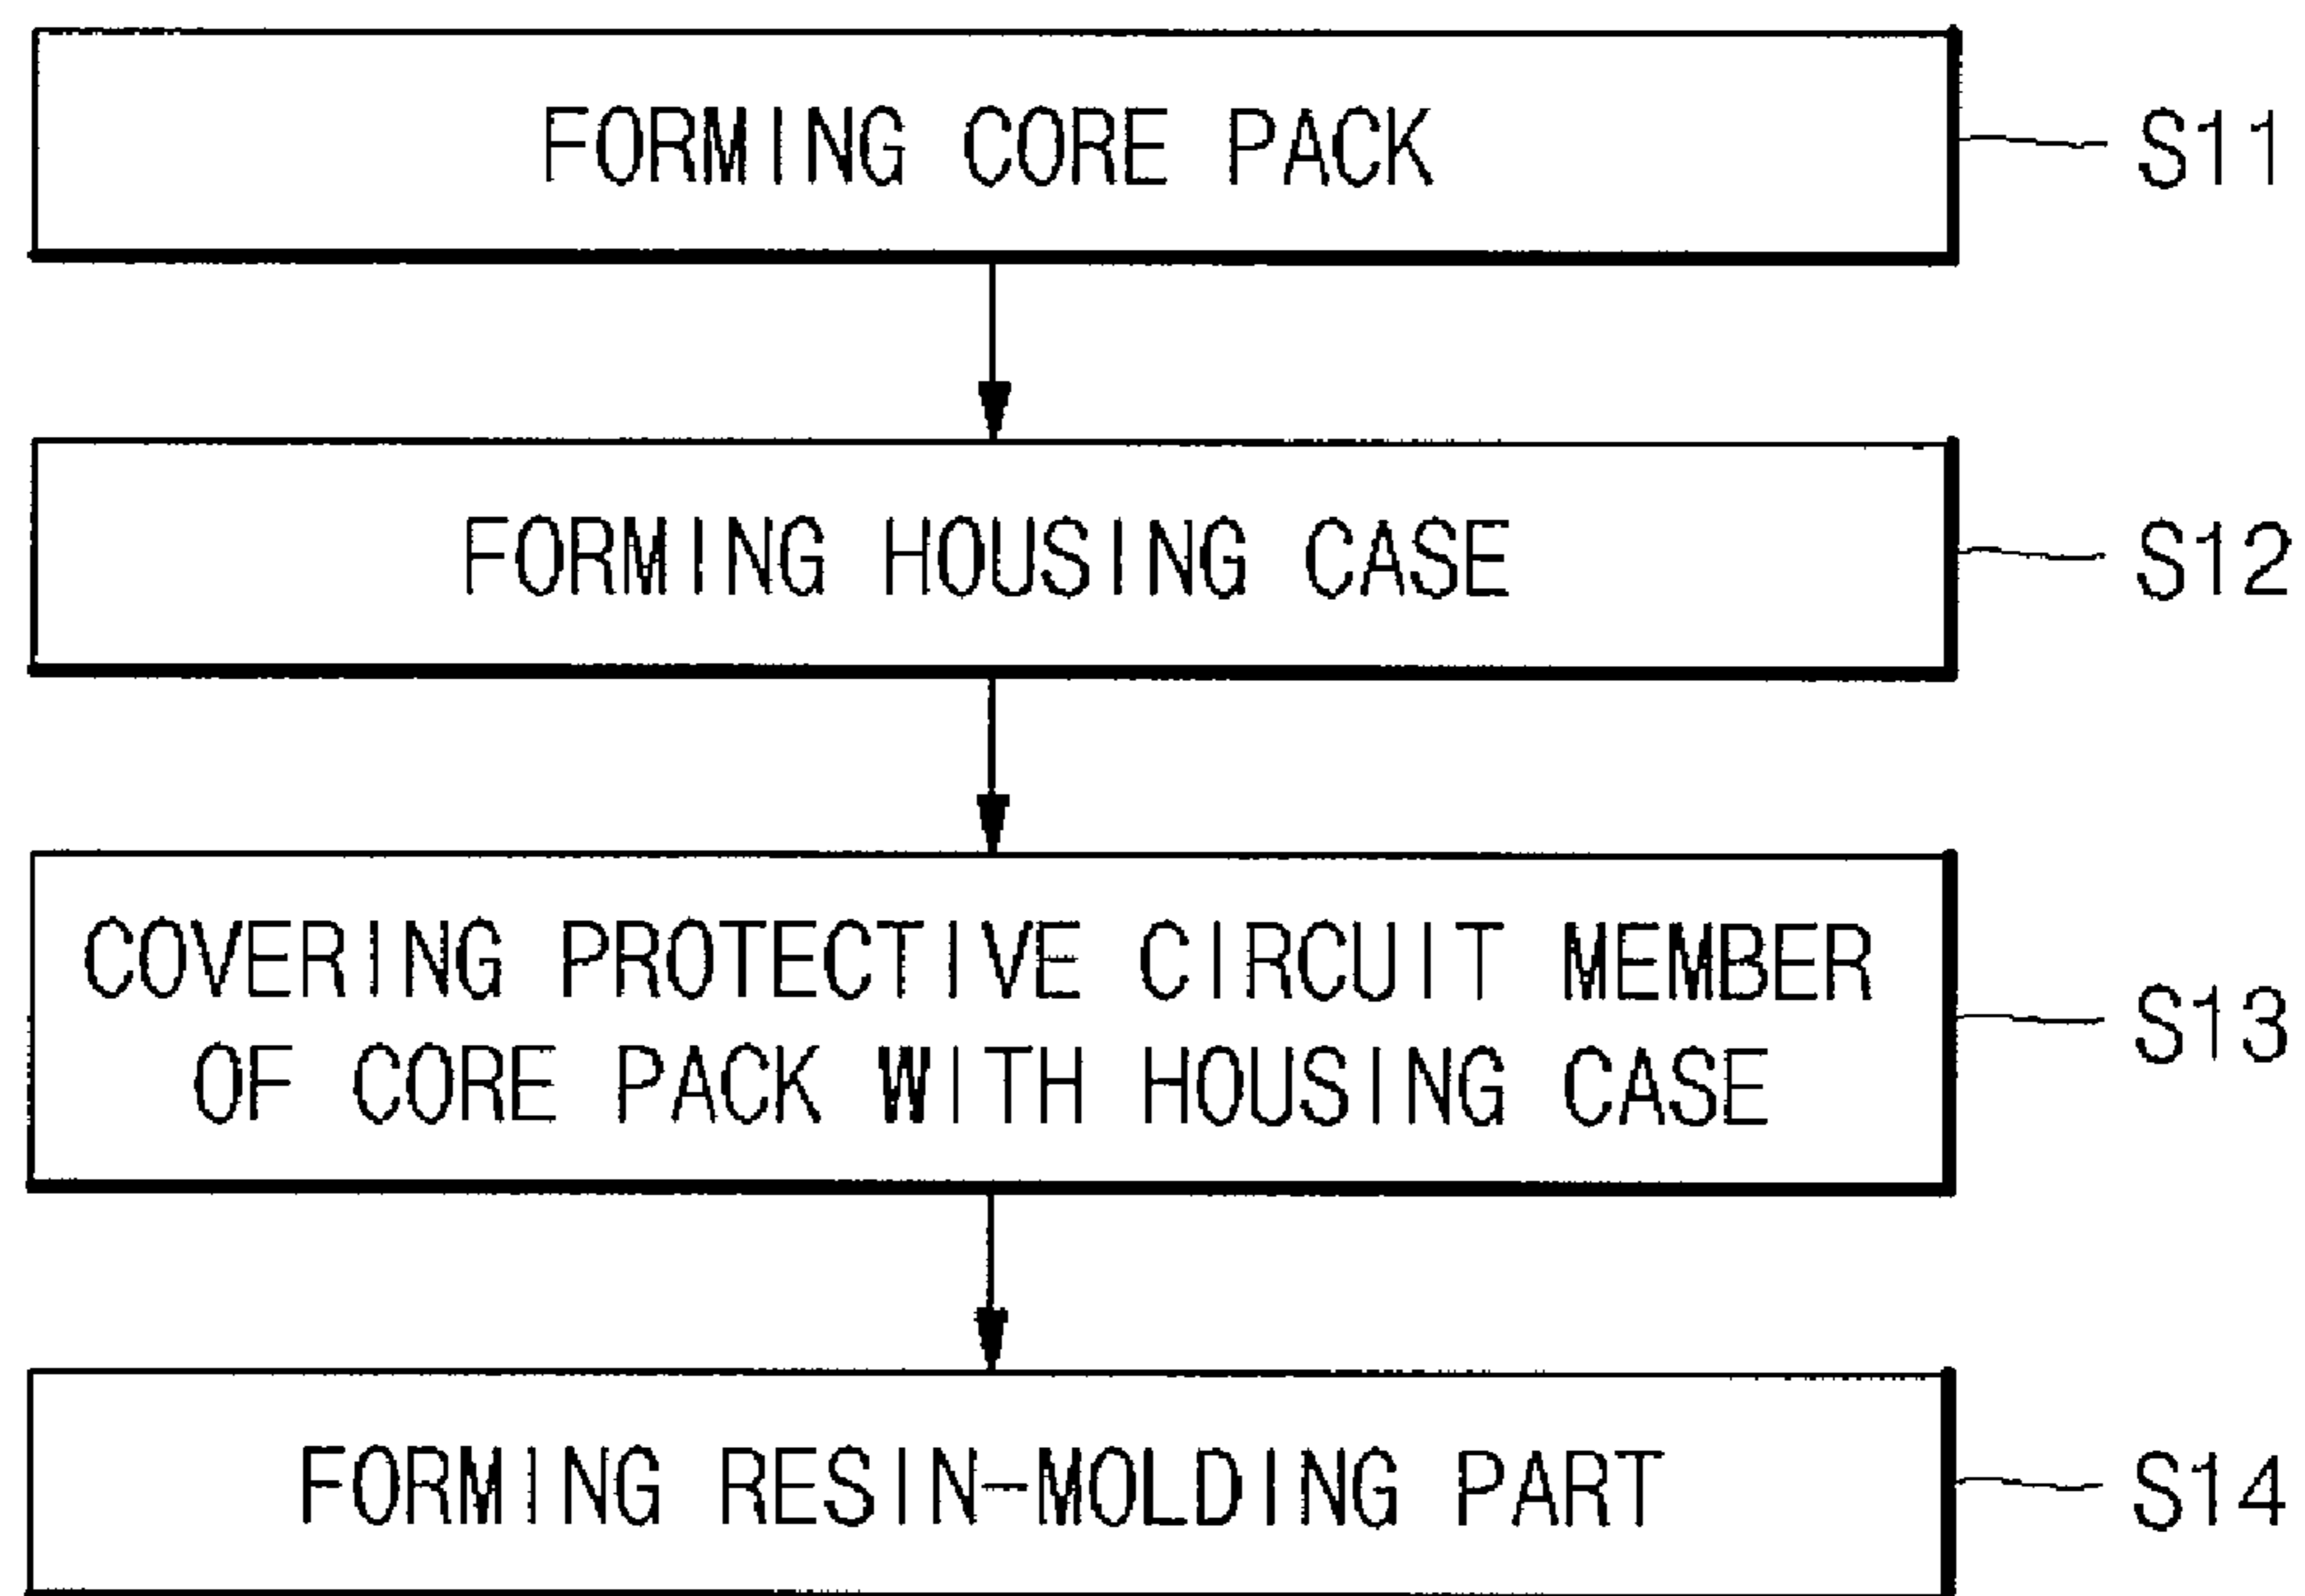 FORMING CORE PACK
S11
FORMING HOUSING CASE
S12
COVERING PROTECTIVE CIRCUIT MEMBER
OF CORE PACK WITH HOUSING CASE
S13
FORMING RESIN-MOLDING PART
S14